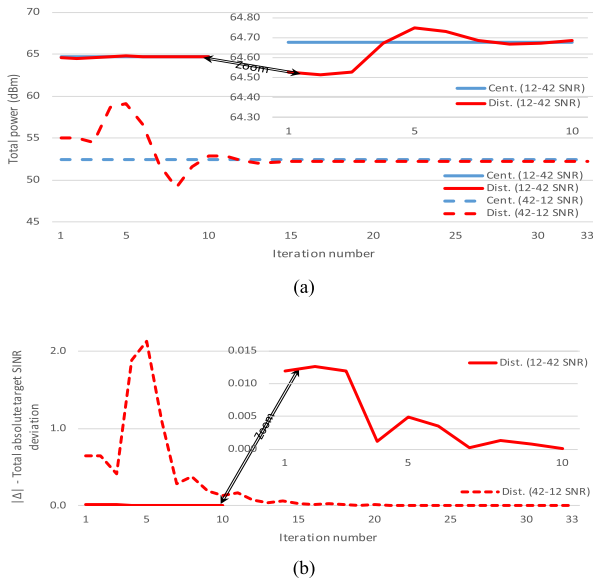 70
65
60
55
50
45
Total power (dBm)
64.80
64.70
64.60
64.50
64.40
64.30
1
5
10
Zoom
Cent. (12-42 SNR)
Dist. (12-42 SNR)
Cent. (12-42 SNR)
Dist. (12-42 SNR)
Cent. (42-12 SNR)
Dist. (42-12 SNR)
1
5
10
15
20
25
30
33
Iteration number
(a)
|Δ| - Total absolute target SINR
deviation
2.0
1.0
0.0
0.015
0.010
0.005
0.000
1
5
10
Zoom
Dist. (12-42 SNR)
Dist. (42-12 SNR)
1
5
10
15
20
25
30
33
Iteration number
(b)